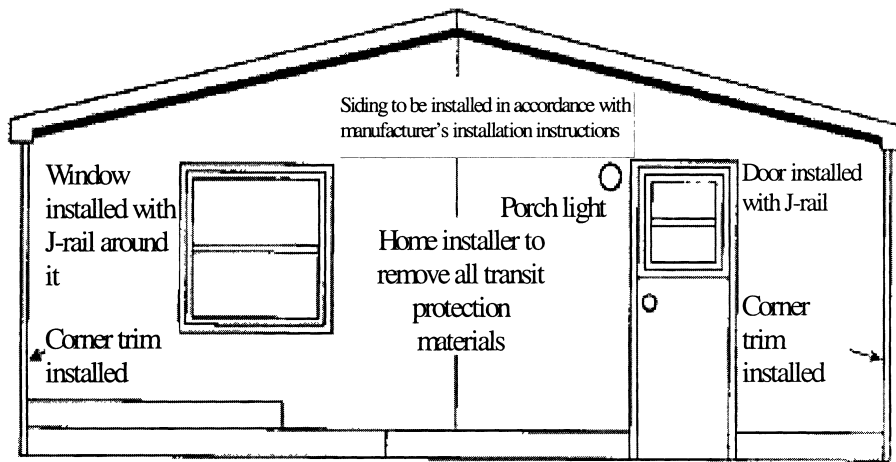 Siding to be installed in accordance with
manufacturer's installation instructions
Window
installed with
J-rail around
it
Porch light
Door installed
with J-rail
Home installer to
remove all transit
protection
materials
Corner trim
installed
Corner
trim
installed